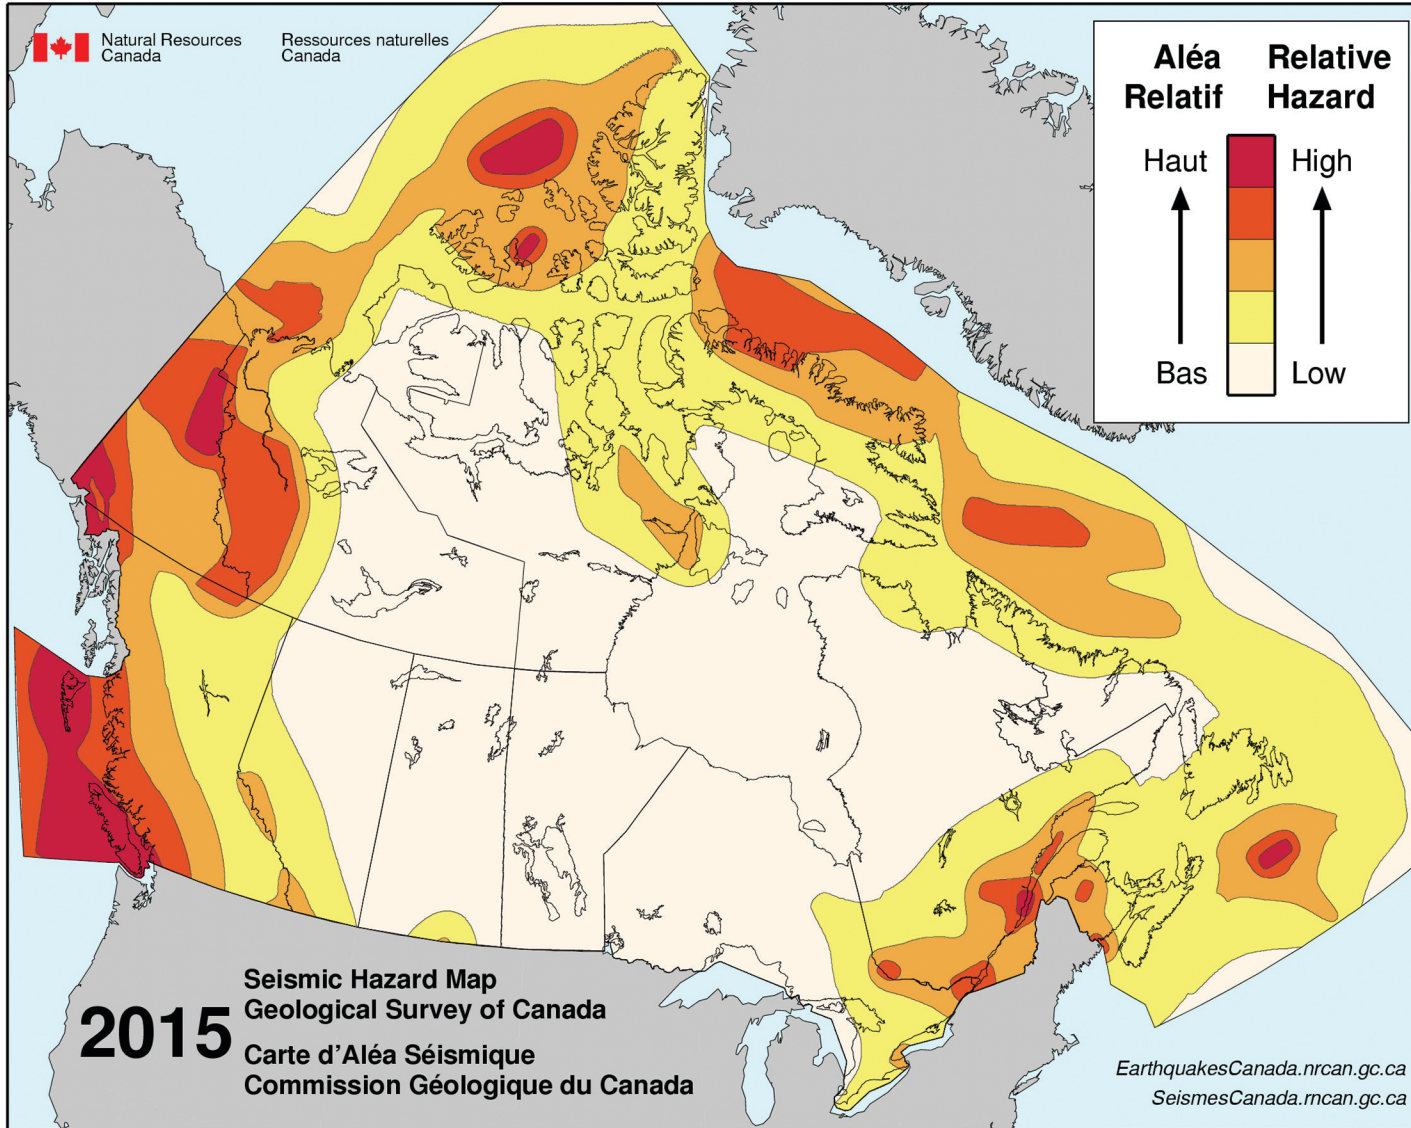 Natural Resources
Canada
Ressources naturelles
Canada
Aléa
Relatif
Relative
Hazard
Haut
High
Bas
Low
2015
Seismic Hazard Map
Geological Survey of Canada
Carte d'Aléa Séismique
Commission Géologique du Canada
EarthquakesCanada.nrcan.gc.ca
SeismesCanada.rncan.gc.ca